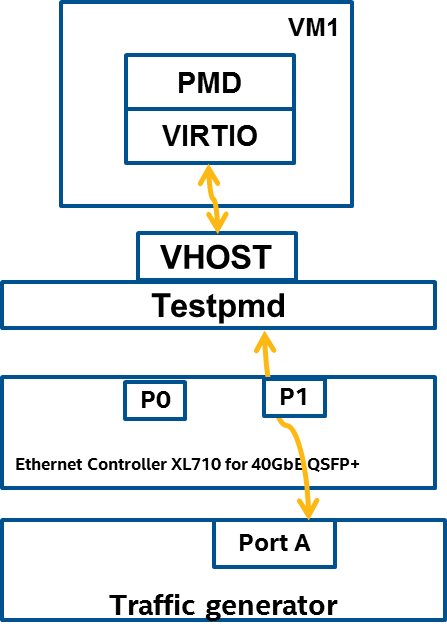 VM1
PMD
VIRTIO
VHOST
Testpmd
P0
P1
Ethernet Controller XL710 for 40GbE QSFP+
Port A
Traffic generator